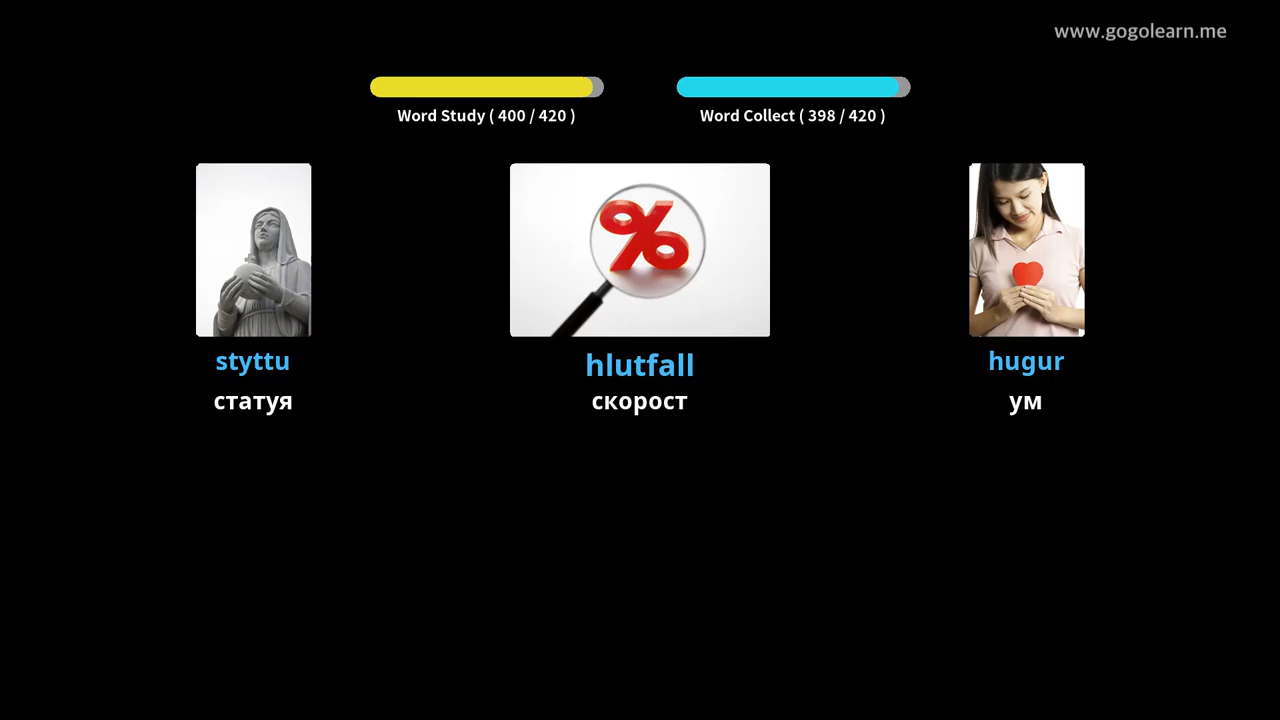 www.gogolearn.me
Word Study ( 400 / 420 )
Word Collect ( 398 / 420 )
styttu
hlutfall
hugur
статуя
скорост
ум